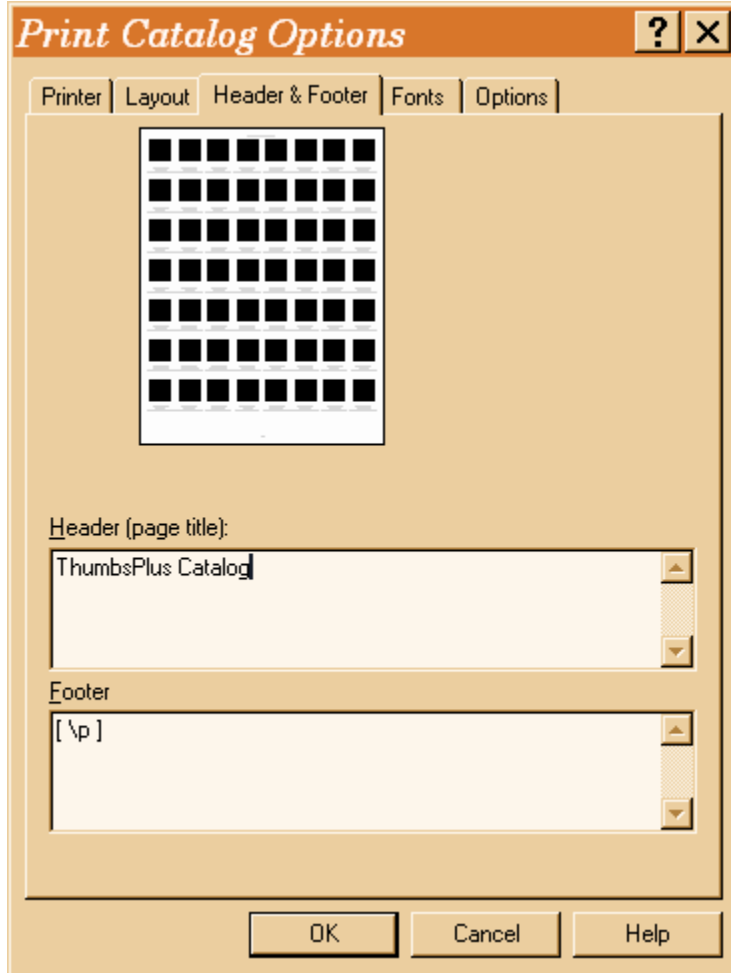 Print Catalog Options
Printer Layout Header & Footer Fonts Options
Header (page title):
ThumbsPlus Catalog
Footer
[ \p ]
OK Cancel Help